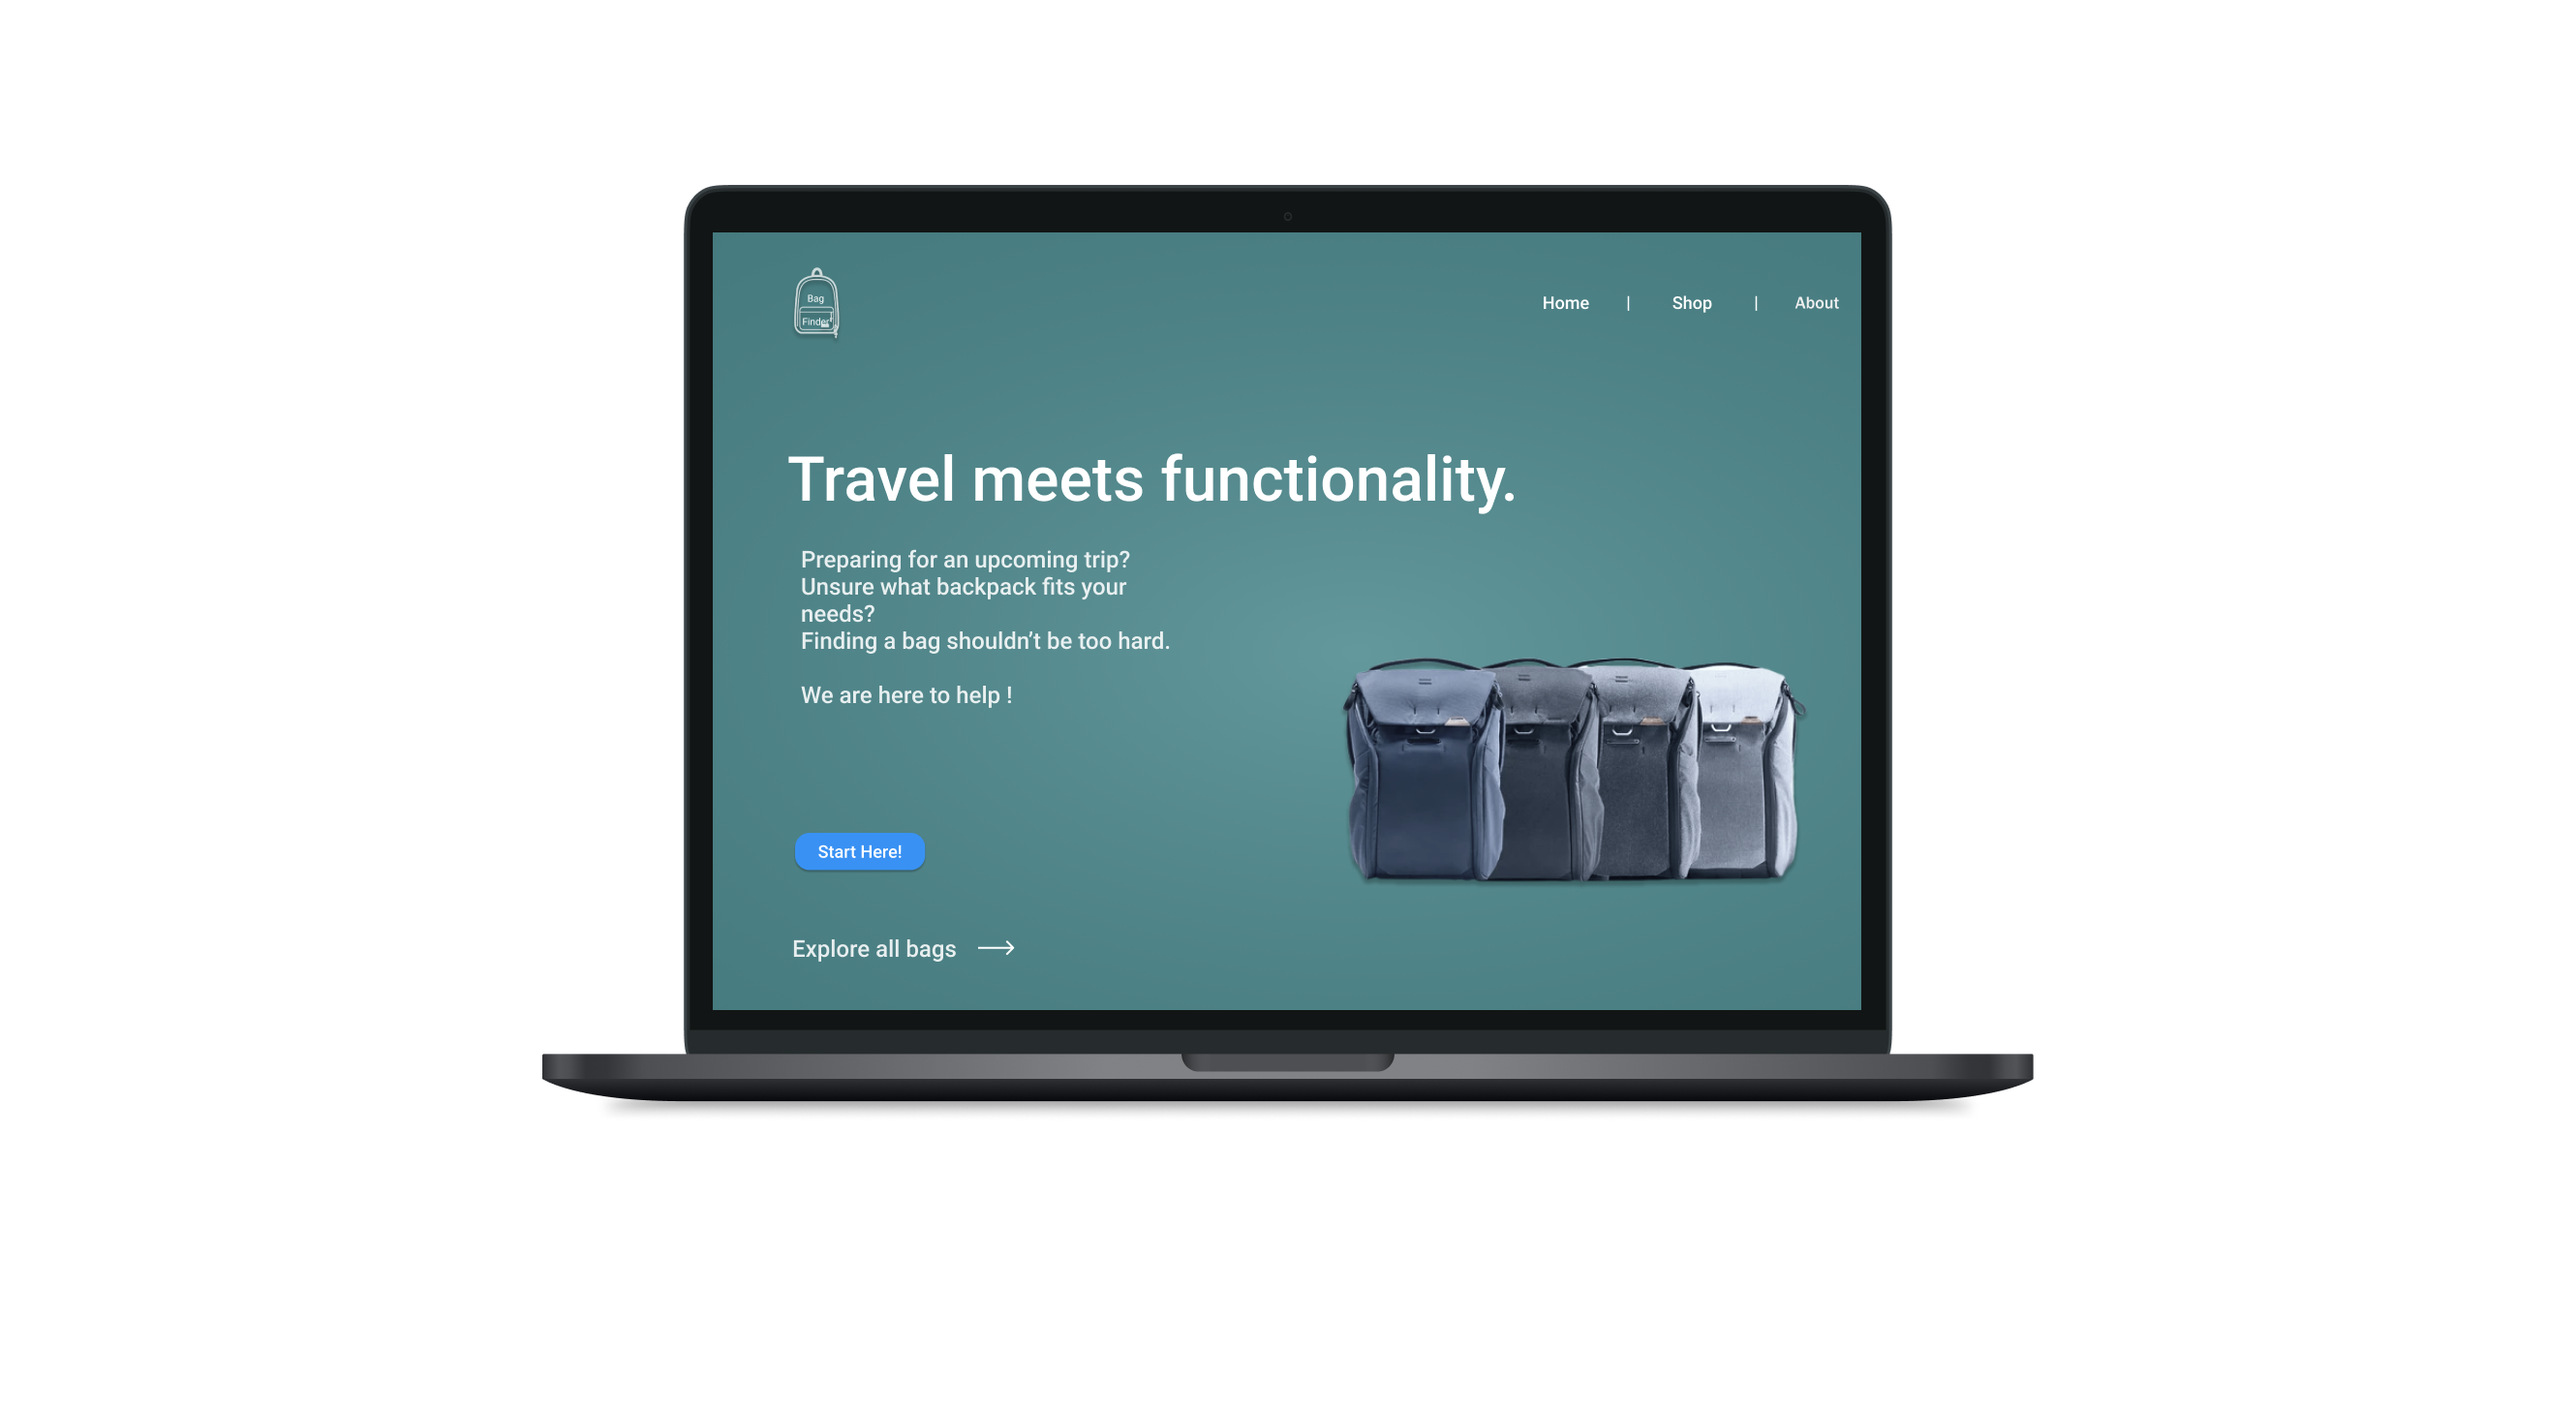 Bag
Finder
Home | Shop | About
Travel meets functionality.
Preparing for an upcoming trip?
Unsure what backpack fits your
needs?
Finding a bag shouldn’t be too hard.
We are here to help !
Start Here!
Explore all bags